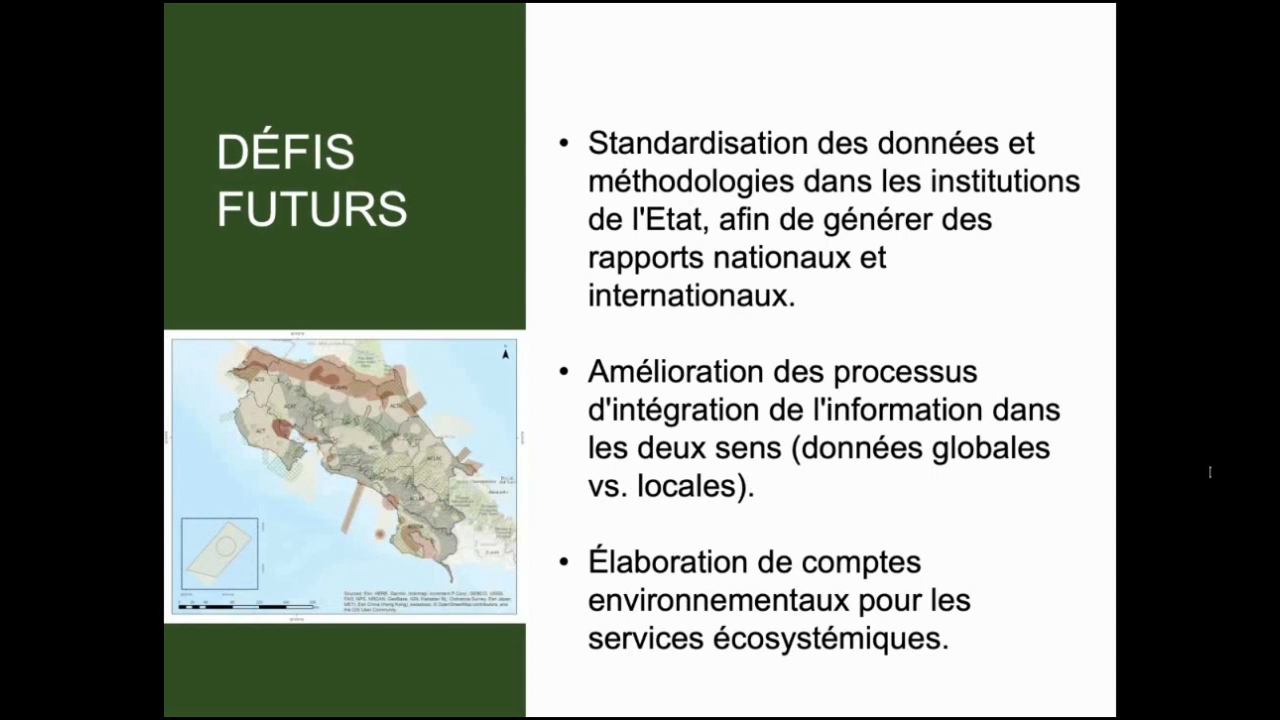 DÉFIS
FUTURS
• Standardisation des données et
méthodologies dans les institutions
de l'Etat, afin de générer des
rapports nationaux et
internationaux.
• Amélioration des processus
d'intégration de l'information dans
les deux sens (données globales
vs. locales).
• Élaboration de comptes
environnementaux pour les
services écosystémiques.